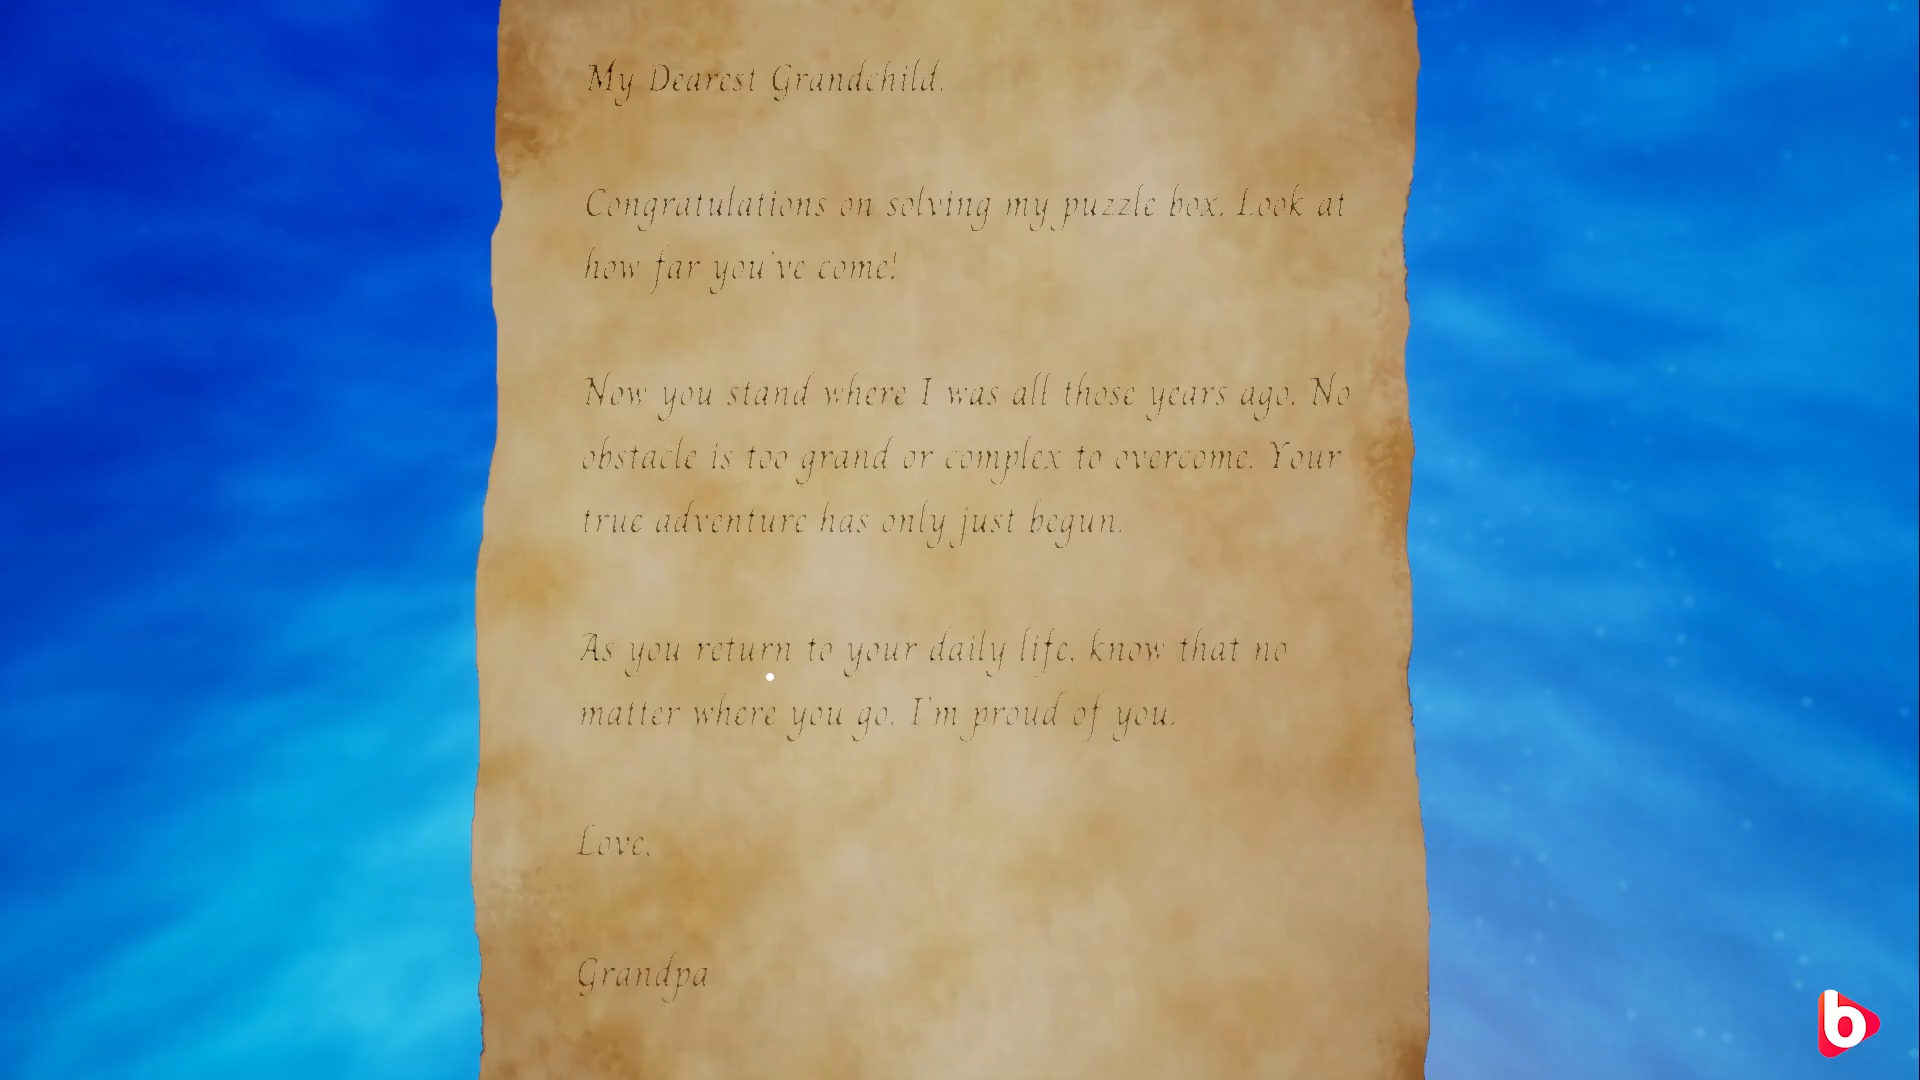 My Dearest Grandchild,
Congratulations on solving my puzzle box. Look at
how far you've come!
Now you stand where I was all those years ago. No
obstacle is too grand or complex to overcome. Your
true adventure has only just begun.
As you return to your daily life, know that no
matter where you go, I'm proud of you.
Love,
Grandpa
b